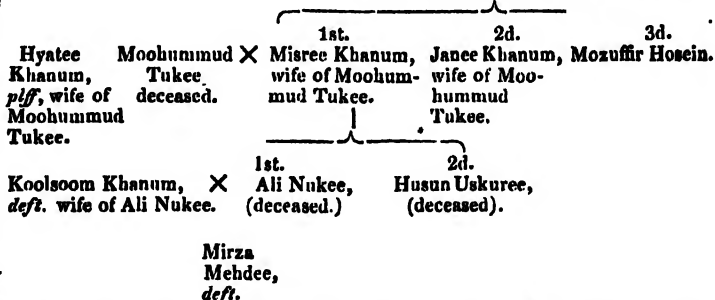 1st. 2d. 3d.
Hyatee Moohummud × Misree Khanum, Janee Khanum, Mozuffir Hosein.
Khanum, Tukee wife of Moohum- wife of Moo-
plff, wife of deceased. mud Tukee. hummud
Moohummud Tukee.
Tukee.
1st. 2d.
Koolsoom Khanum, × Ali Nukee, Husun Uskuree,
deft. wife of Ali Nukee. (deceased.) (deceased).
Mirza
Mehdee,
deft.